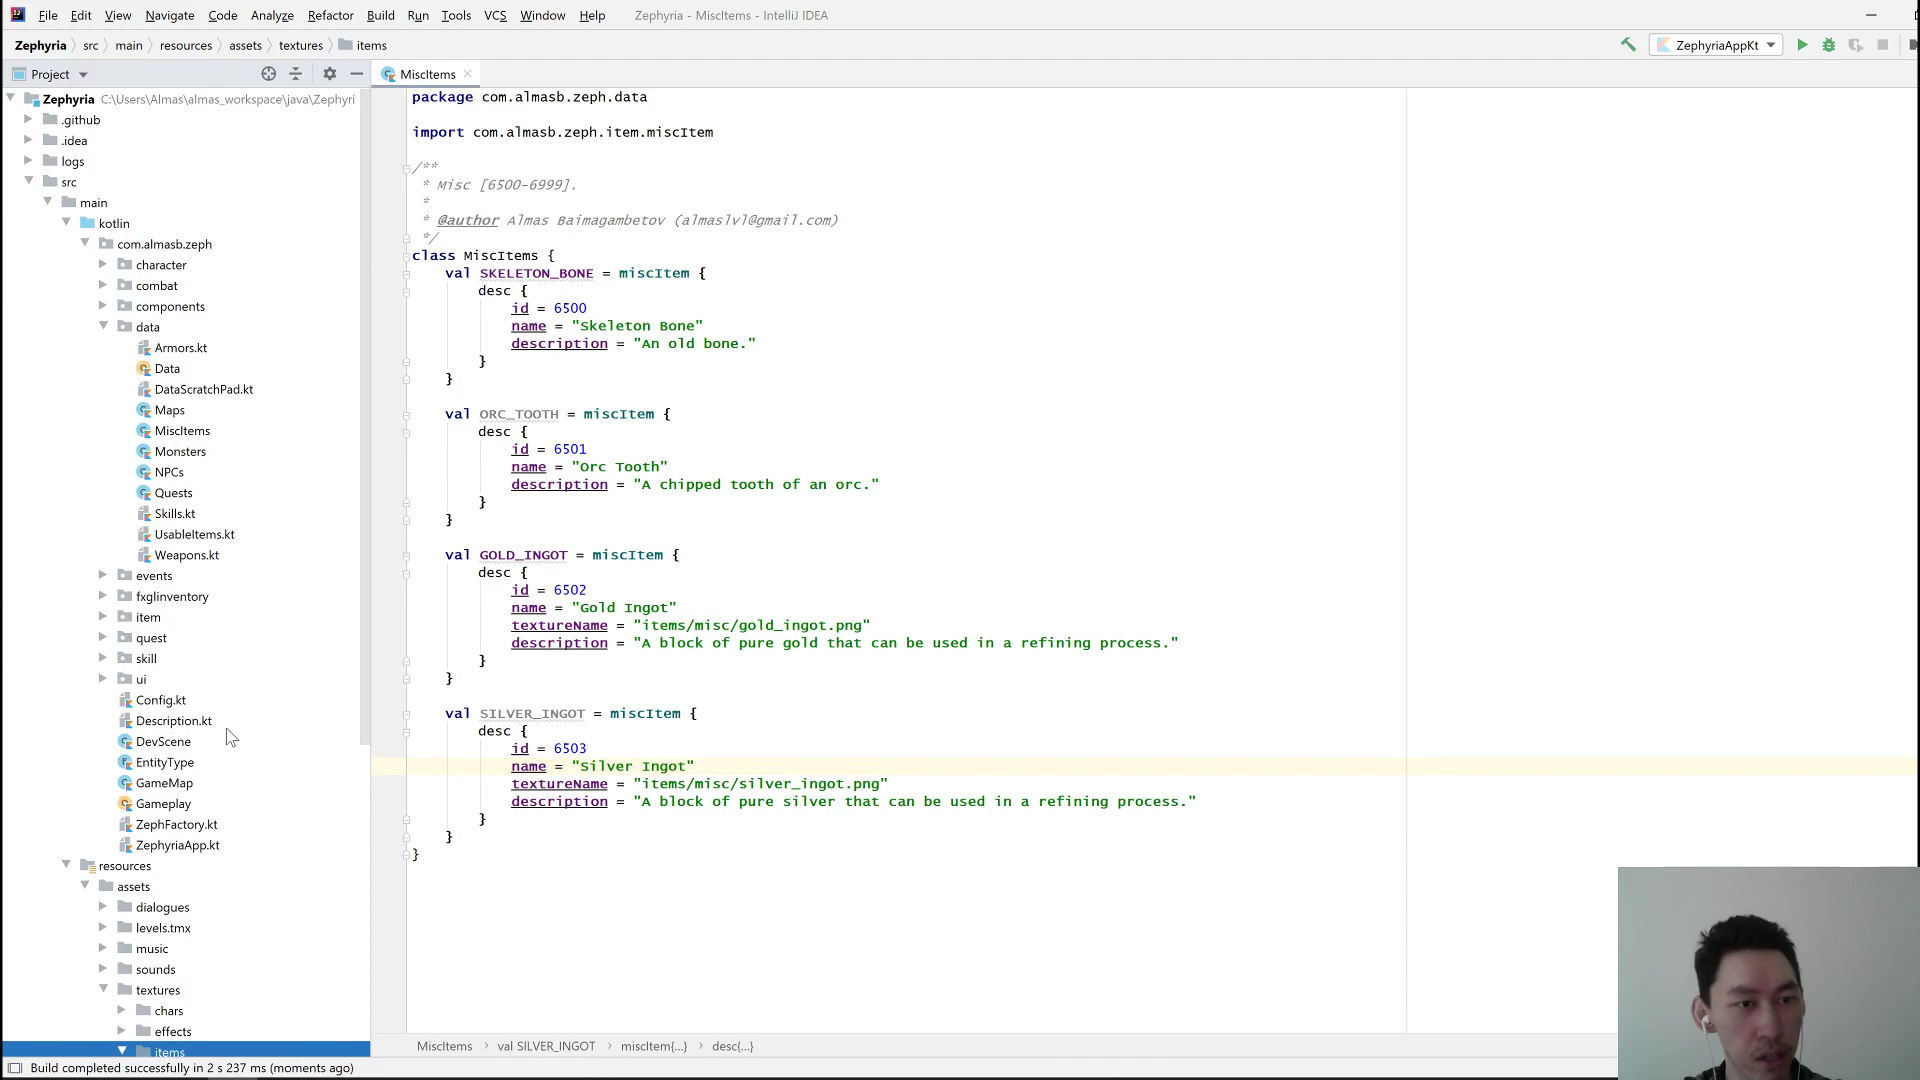 File Edit View Navigate Code Analyze Refactor Build Run Tools VCS Window Help Zephyria - MiscItems - IntelliJ IDEA
Zephyria src main resources assets textures items ZephyriaAppKt
Project MiscItems
Zephyria C:\Users\Almas\almas_workspace\java\Zephyri
.github
.idea
logs
src
main
kotlin
com.almasb.zeph
character
combat
components
data
Armors.kt
Data
DataScratchPad.kt
Maps
MiscItems
Monsters
NPCs
Quests
Skills.kt
UsableItems.kt
Weapons.kt
events
fxglinventory
item
quest
skill
ui
Config.kt
Description.kt
DevScene
EntityType
GameMap
Gameplay
ZephFactory.kt
ZephyriaApp.kt
resources
assets
dialogues
levels.tmx
music
sounds
textures
chars
effects
items
package com.almasb.zeph.data
import com.almasb.zeph.item.miscItem
/**
* Misc [6500-6999].
*
* @author Almas Baimagambetov (almaslvl@gmail.com)
*/
class MiscItems {
val SKELETON_BONE = miscItem {
desc {
id = 6500
name = "Skeleton Bone"
description = "An old bone."
}
}
val ORC_TOOTH = miscItem {
desc {
id = 6501
name = "Orc Tooth"
description = "A chipped tooth of an orc."
}
}
val GOLD_INGOT = miscItem {
desc {
id = 6502
name = "Gold Ingot"
textureName = "items/misc/gold_ingot.png"
description = "A block of pure gold that can be used in a refining process."
}
}
val SILVER_INGOT = miscItem {
desc {
id = 6503
name = "Silver Ingot"
textureName = "items/misc/silver_ingot.png"
description = "A block of pure silver that can be used in a refining process."
}
}
}
MiscItems val SILVER_INGOT miscItem{...} desc{...}
Build completed successfully in 2 s 237 ms (moments ago)